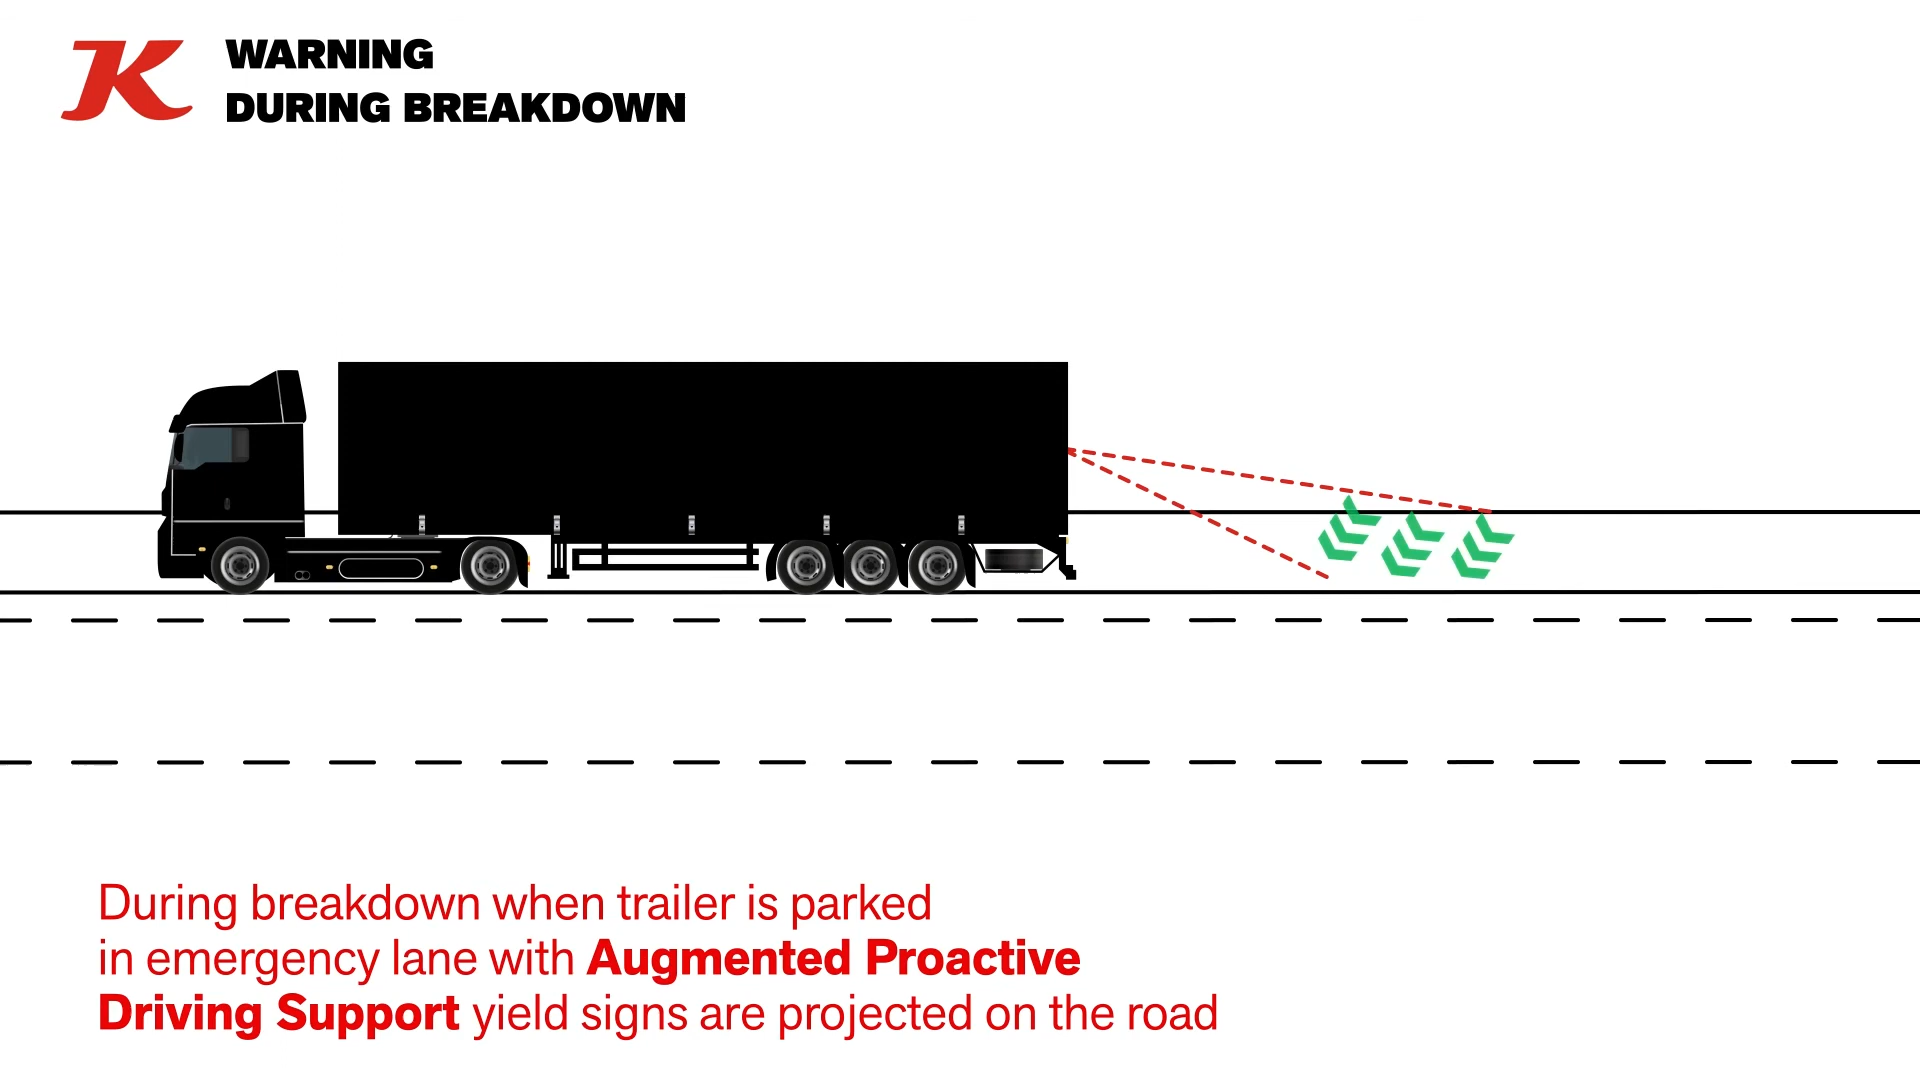 K WARNING
DURING BREAKDOWN
During breakdown when trailer is parked
in emergency lane with Augmented Proactive
Driving Support yield signs are projected on the road